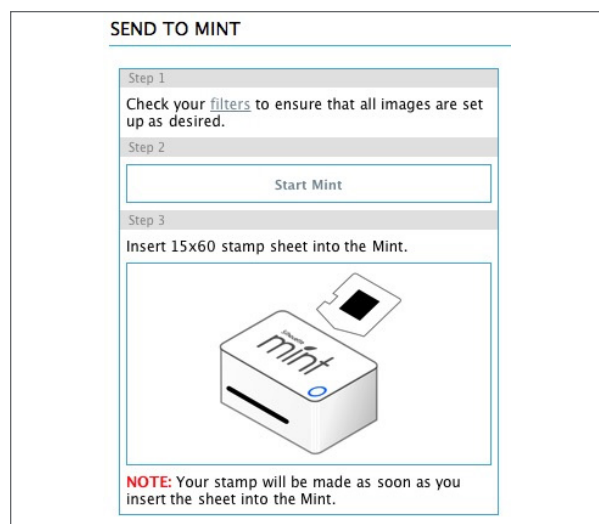 SEND TO MINT
Step 1
Check your filters to ensure that all images are set
up as desired.
Step 2
Start Mint
Step 3
Insert 15x60 stamp sheet into the Mint.
Silhouette
mint
NOTE: Your stamp will be made as soon as you
insert the sheet into the Mint.